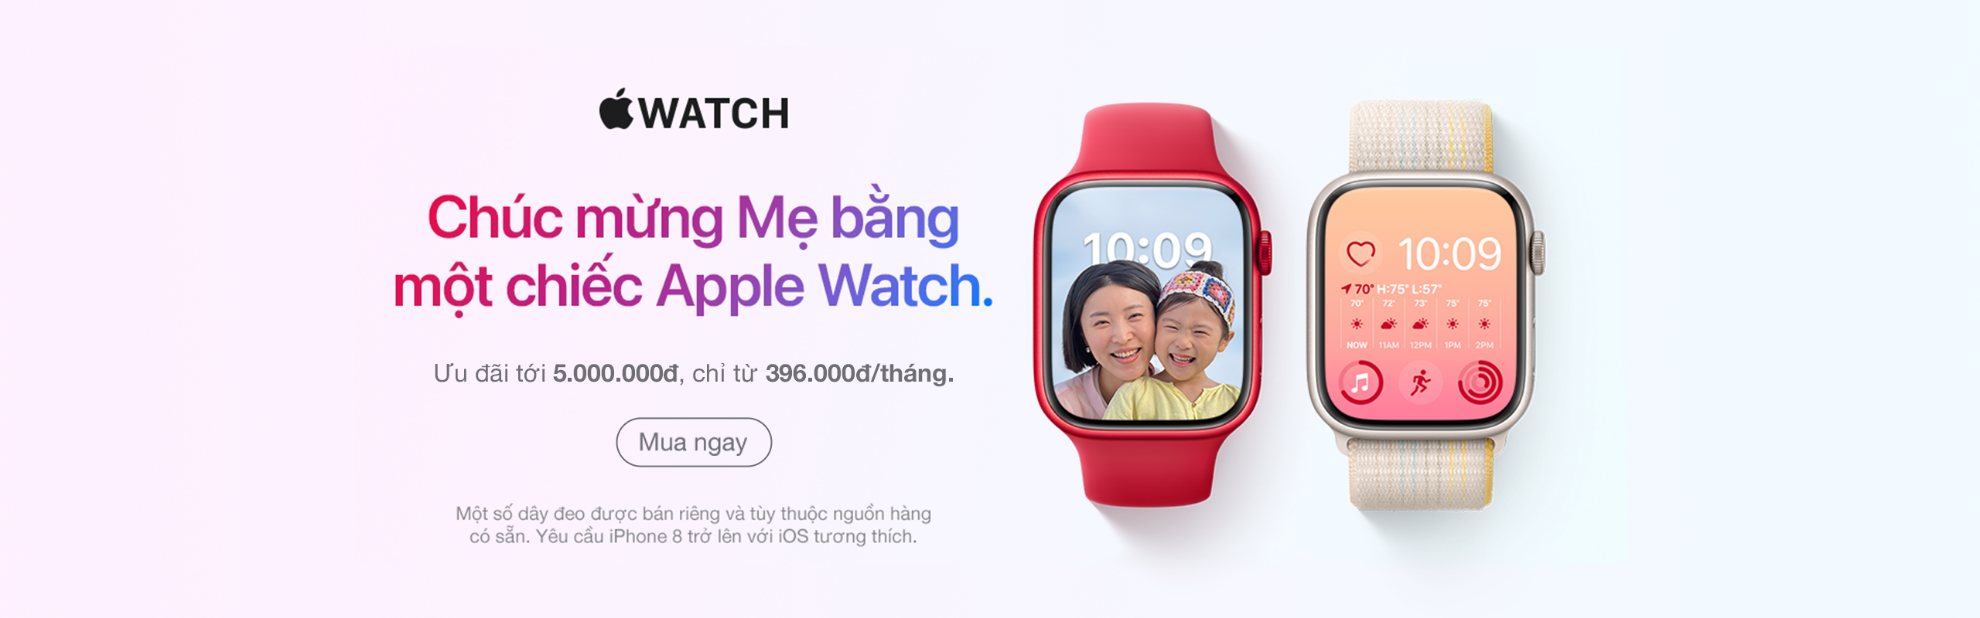 WATCH
Chúc mừng Mẹ bằng
một chiếc Apple Watch.
Ưu đãi tới 5.000.000đ, chỉ từ 396.000đ/tháng.
Mua ngay
Một số dây đeo được bán riêng và tùy thuộc nguồn hàng
có sẵn. Yêu cầu iPhone 8 trở lên với iOS tương thích.
10:09
10:09
70° H:75° L:57°
70° 72° 73° 75° 75°
NOW 11AM 12PM 1PM 2PM